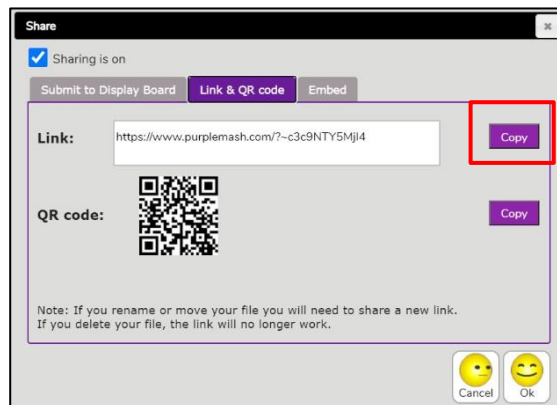 Share
Sharing is on
Submit to Display Board Link & QR code Embed
Link: https://www.purplemash.com/?~c3c9NTY5MjI4 Copy
QR code: Copy
Note: If you rename or move your file you will need to share a new link.
If you delete your file, the link will no longer work.
Cancel Ok